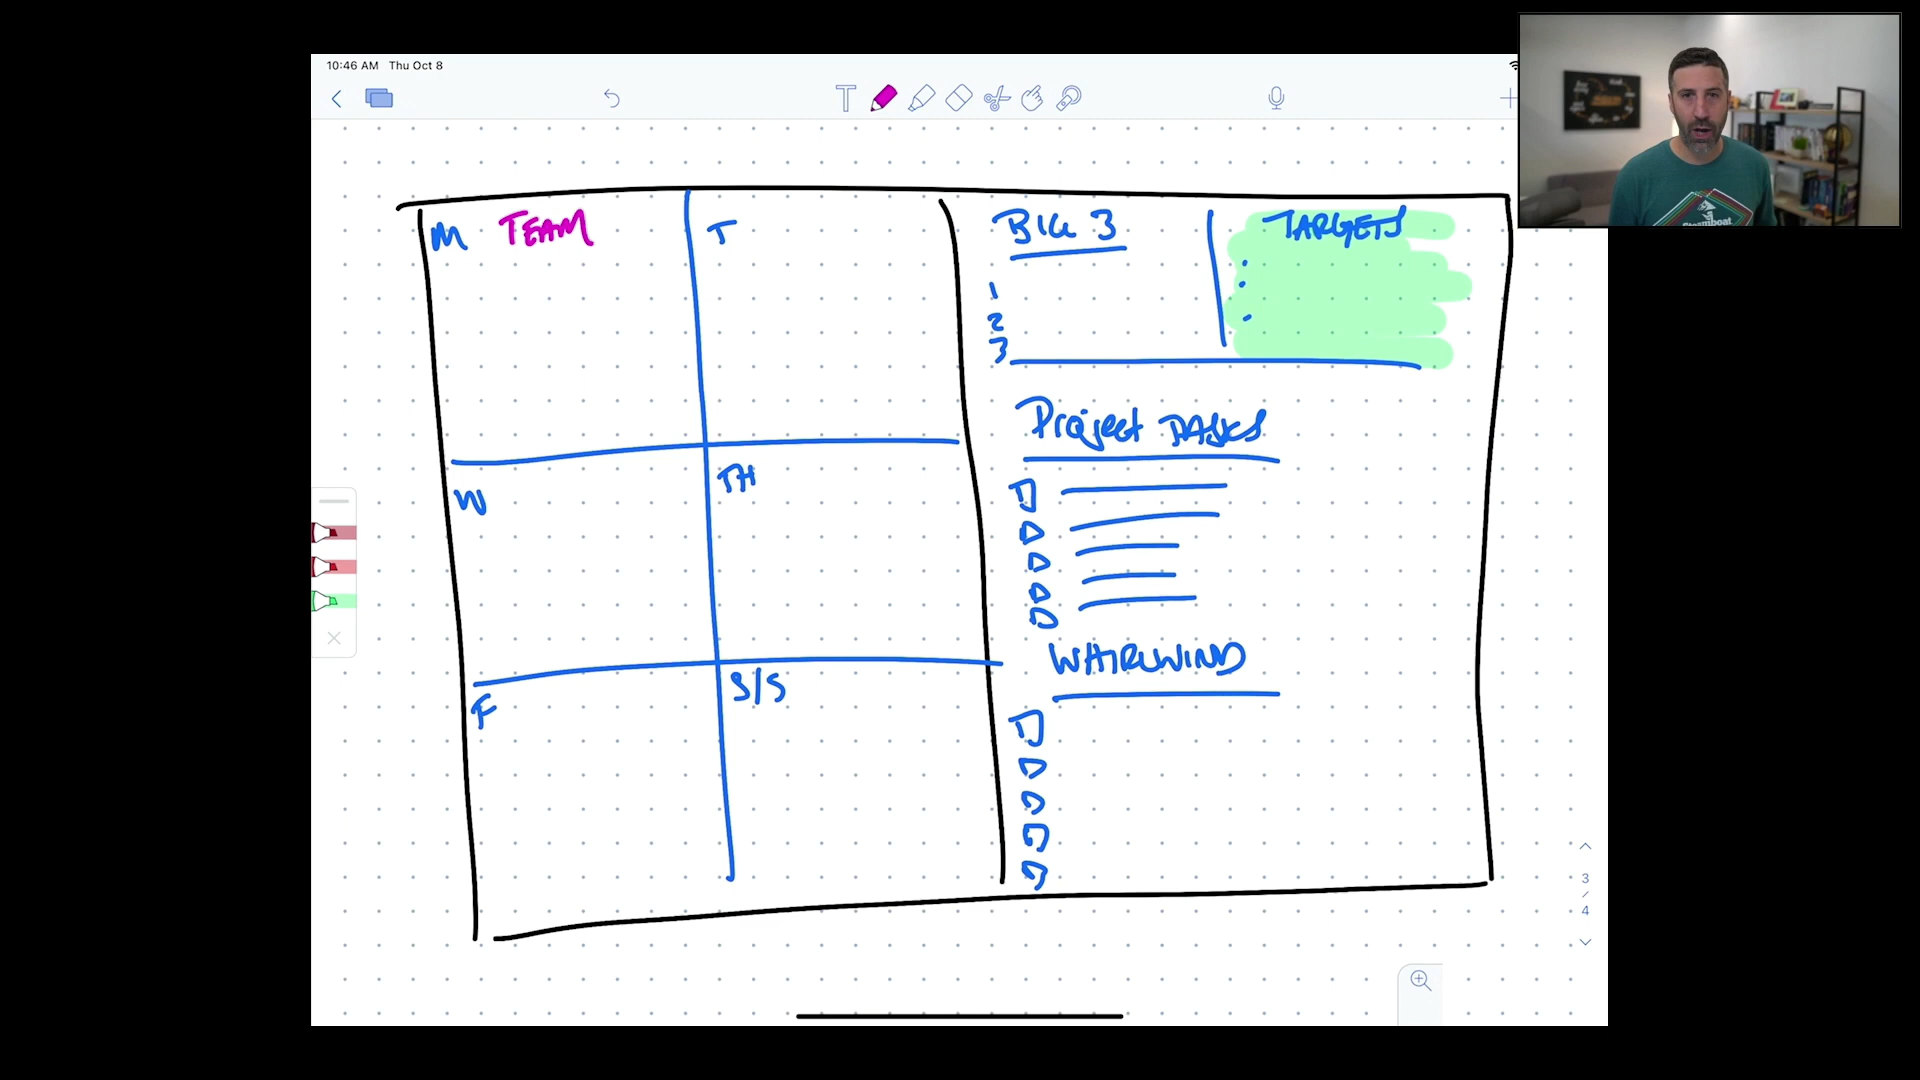 10:46 AM Thu Oct 8
M TEAM
T
W
TH
F
S/S
BIG 3
1
2
3
TARGETS
Project TASKS
WHIRLWIND
3
/
4
Steamboat